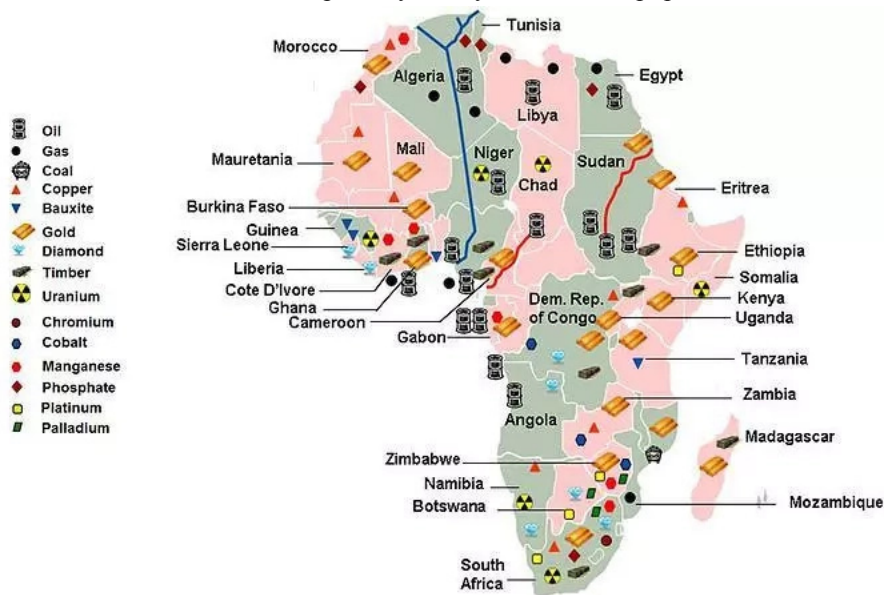 Tunisia
Morocco
Algeria
Egypt
Libya
Oil
Gas
Coal
Copper
Bauxite
Gold
Diamond
Timber
Uranium
Chromium
Cobalt
Manganese
Phosphate
Platinum
Palladium
Mali
Niger
Sudan
Mauretania
Chad
Eritrea
Burkina Faso
Guinea
Sierra Leone
Liberia
Cote D'Ivore
Ghana
Cameroon
Gabon
Ethiopia
Somalia
Kenya
Uganda
Dem. Rep.
of Congo
Tanzania
Angola
Zambia
Madagascar
Zimbabwe
Namibia
Botswana
Mozambique
South
Africa